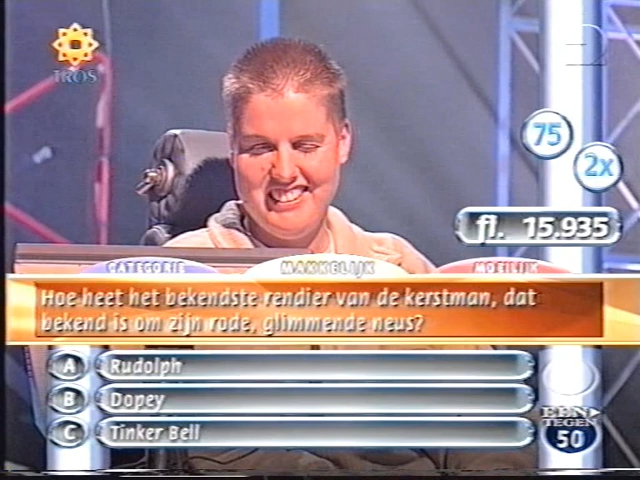 TROS
2
75
2x
fl. 15.935
CATEGORIE MAKKELIJK MOEILIJK
Hoe heet het bekendste rendier van de kerstman, dat
bekend is om zijn rode, glimmende neus?
A Rudolph
B Dopey
C Tinker Bell
EEN
TEGEN
50